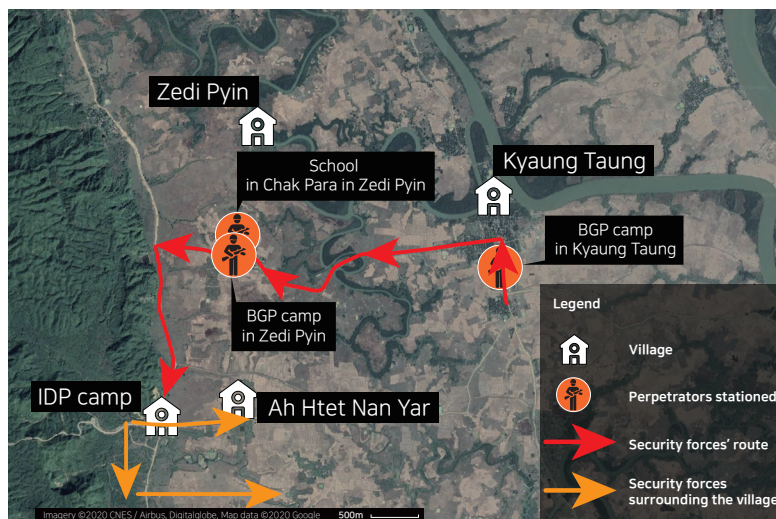 Zedi Pyin
School
in Chak Para in Zedi Pyin
Kyaung Taung
BGP camp
in Kyaung Taung
BGP camp
in Zedi Pyin
IDP camp
Ah Htet Nan Yar
Legend
Village
Perpetrators stationed
Security forces' route
Security forces
surrounding the village
Imagery ©2020 CNES / Airbus, Digitalglobe, Map data ©2020 Google
500m